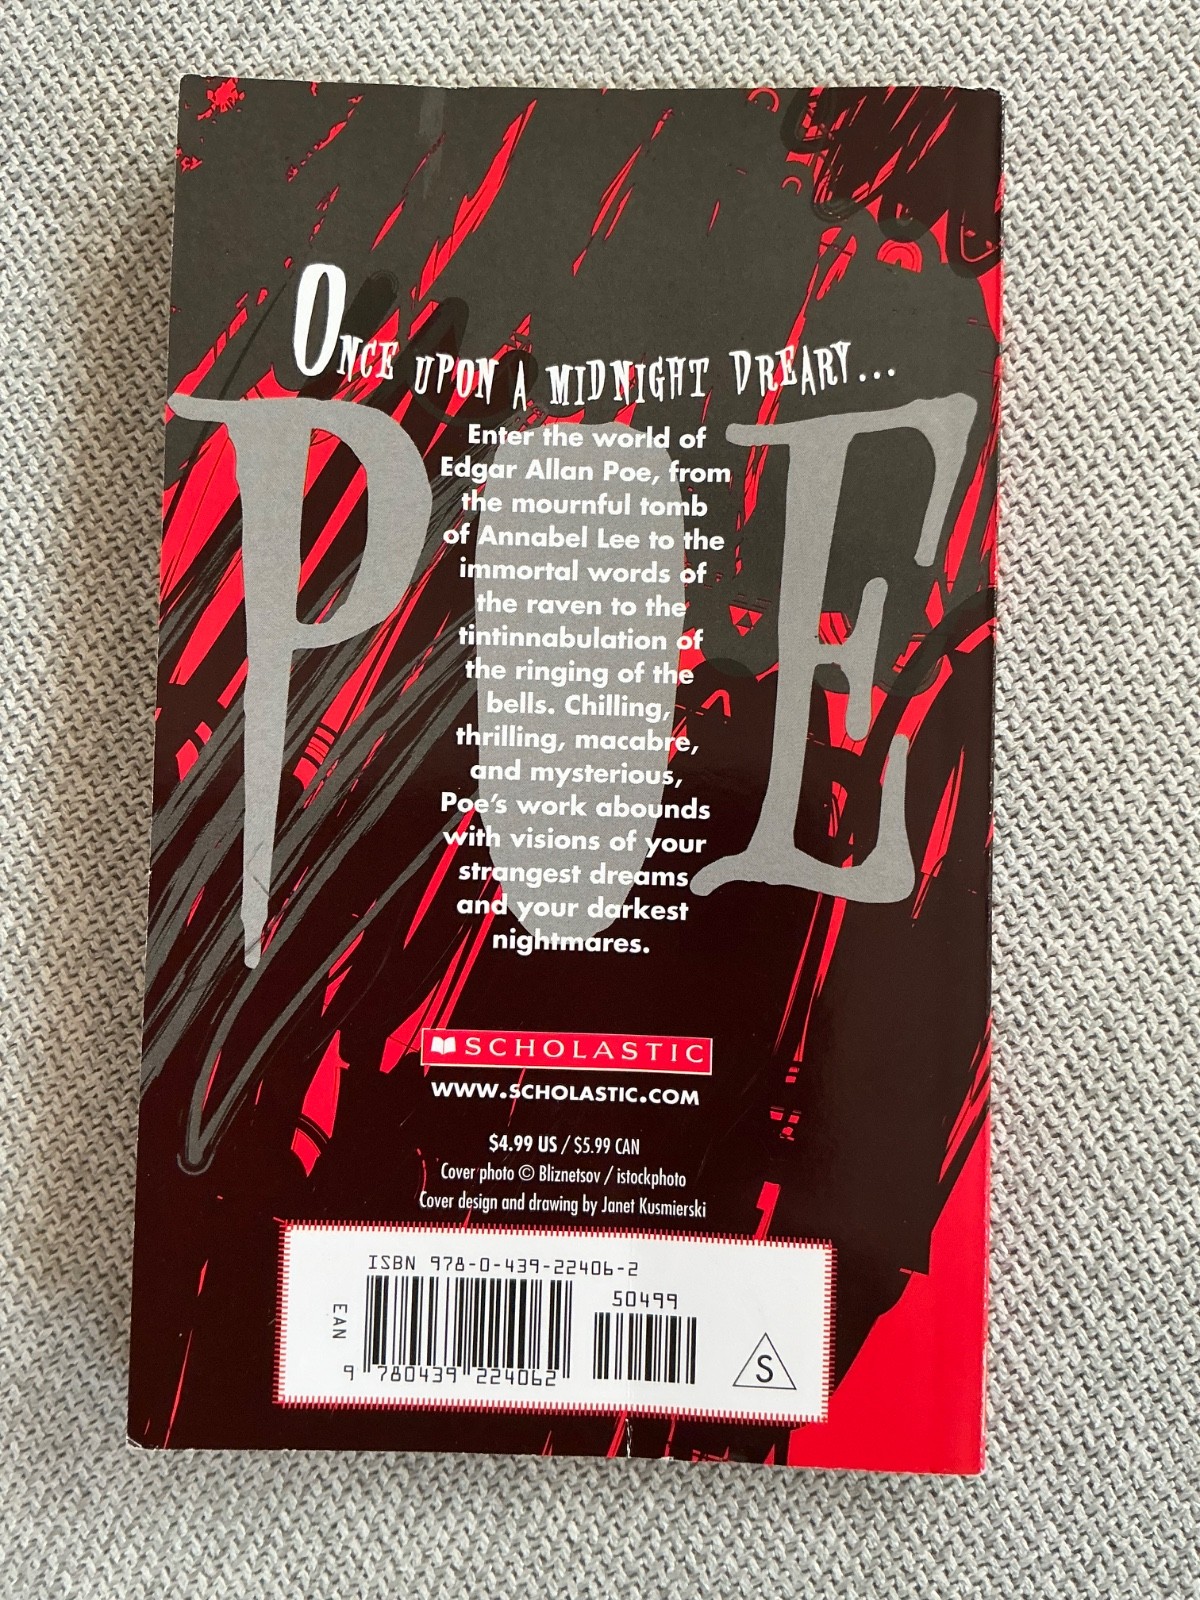 ONCE UPON A MIDNIGHT DREARY...
POE
Enter the world of
Edgar Allan Poe, from
the mournful tomb
of Annabel Lee to the
immortal words of
the raven to the
tintinnabulation of
the ringing of the
bells. Chilling,
thrilling, macabre,
and mysterious,
Poe's work abounds
with visions of your
strangest dreams
and your darkest
nightmares.
SCHOLASTIC
WWW.SCHOLASTIC.COM
$4.99 US / $5.99 CAN
Cover photo © Bliznetsov / istockphoto
Cover design and drawing by Janet Kusmierski
ISBN 978-0-439-22406-2
50499
EAN
9 780439 224062
S